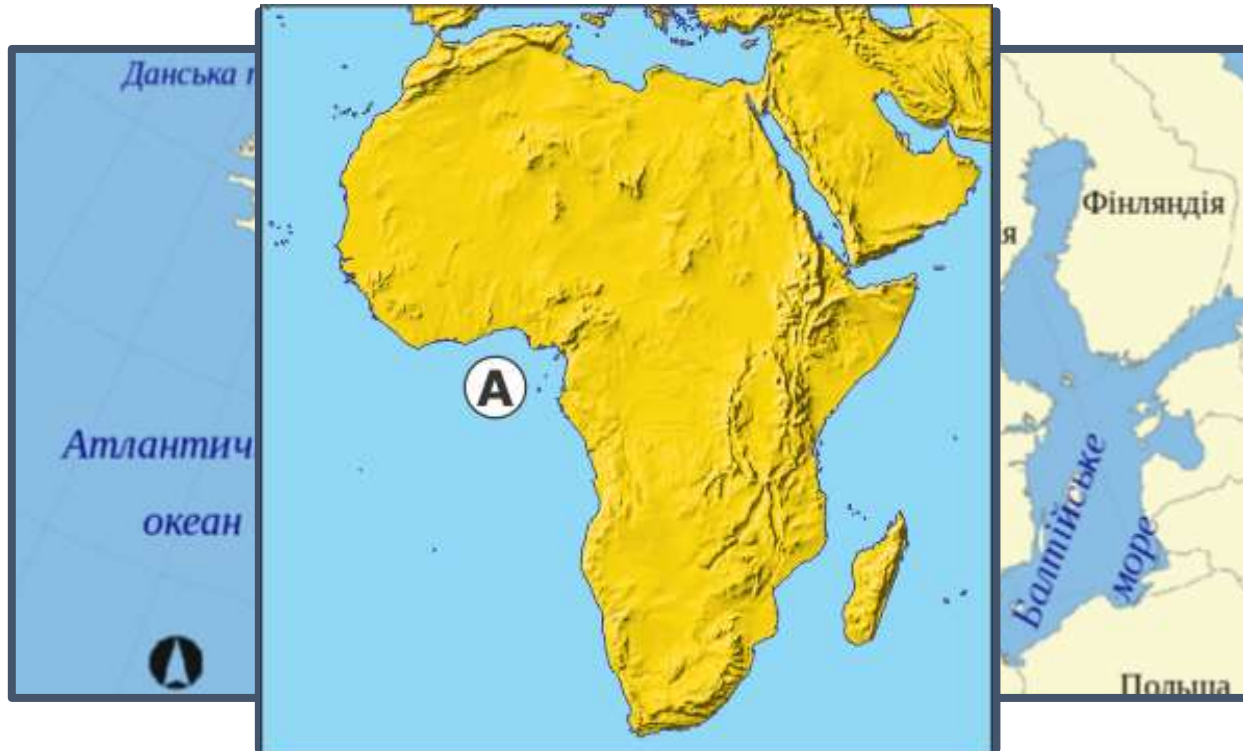 Данська
Атлантич
океан
А
Фінляндія
я
Балтійське
море
Польща